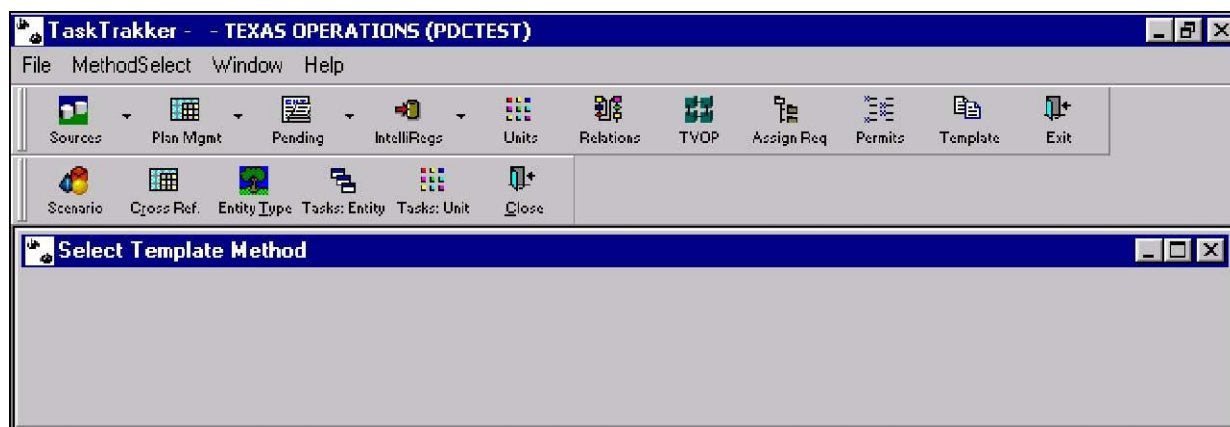 TaskTrakker - - TEXAS OPERATIONS (PDCTEST)
File MethodSelect Window Help
Sources Plan Mgmt Pending IntelliRegs Units Relations TVOP Assign Req Permits Template Exit
Scenario Cross Ref. Entity Type Tasks: Entity Tasks: Unit Close
Select Template Method